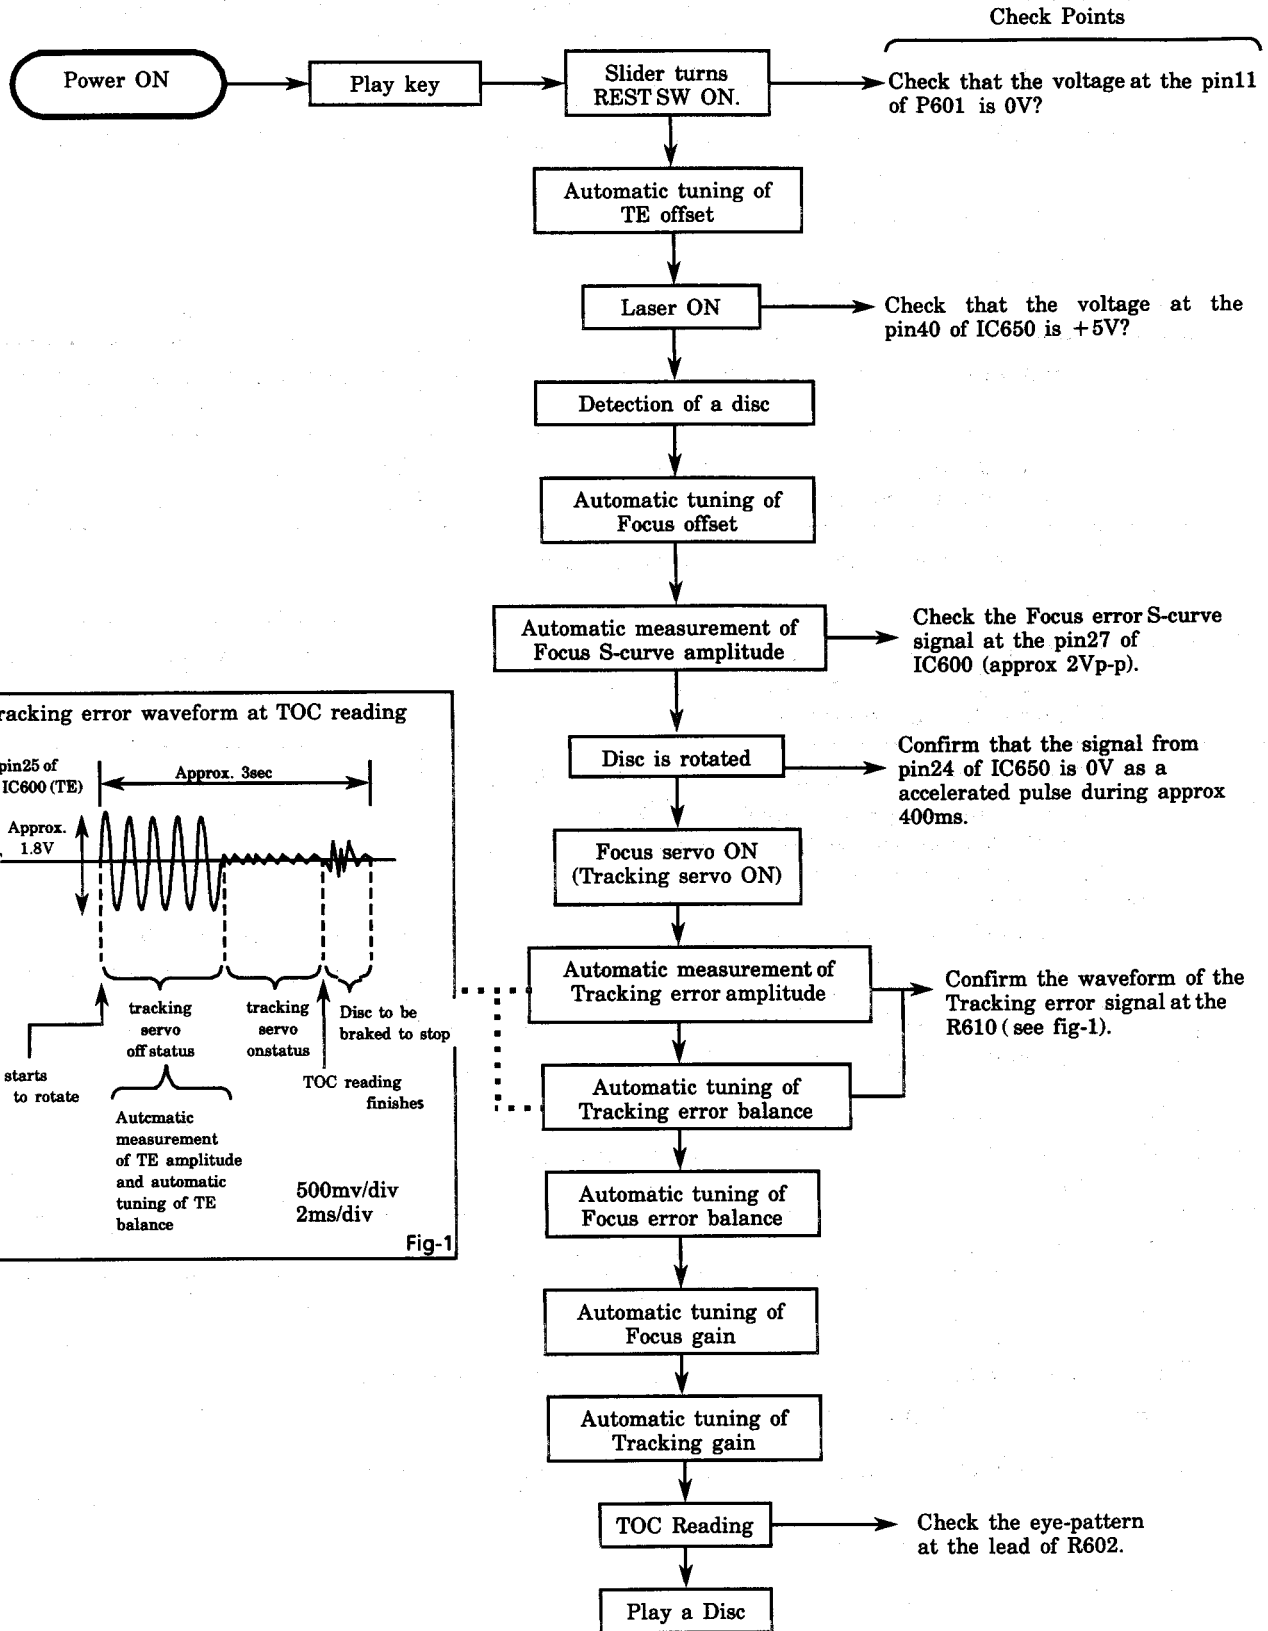 Check Points
Power ON
Play key
Slider turns
REST SW ON.
Check that the voltage at the pin11
of P601 is 0V?
Automatic tuning of
TE offset
Laser ON
Check that the voltage at the
pin40 of IC650 is +5V?
Detection of a disc
Automatic tuning of
Focus offset
Automatic measurement of
Focus S-curve amplitude
Check the Focus error S-curve
signal at the pin27 of
IC600 (approx 2Vp-p).
Disc is rotated
Confirm that the signal from
pin24 of IC650 is 0V as a
accelerated pulse during approx
400ms.
Focus servo ON
(Tracking servo ON)
Automatic measurement of
Tracking error amplitude
Confirm the waveform of the
Tracking error signal at the
R610 (see fig-1).
Automatic tuning of
Tracking error balance
Automatic tuning of
Focus error balance
Automatic tuning of
Focus gain
Automatic tuning of
Tracking gain
TOC Reading
Check the eye-pattern
at the lead of R602.
Play a Disc
racking error waveform at TOC reading
pin25 of
IC600 (TE)
Approx. 3sec
Approx.
1.8V
tracking
servo
off status
tracking
servo
onstatus
Disc to be
braked to stop
starts
to rotate
TOC reading
finishes
Automatic
measurement
of TE amplitude
and automatic
tuning of TE
balance
500mv/div
2ms/div
Fig-1